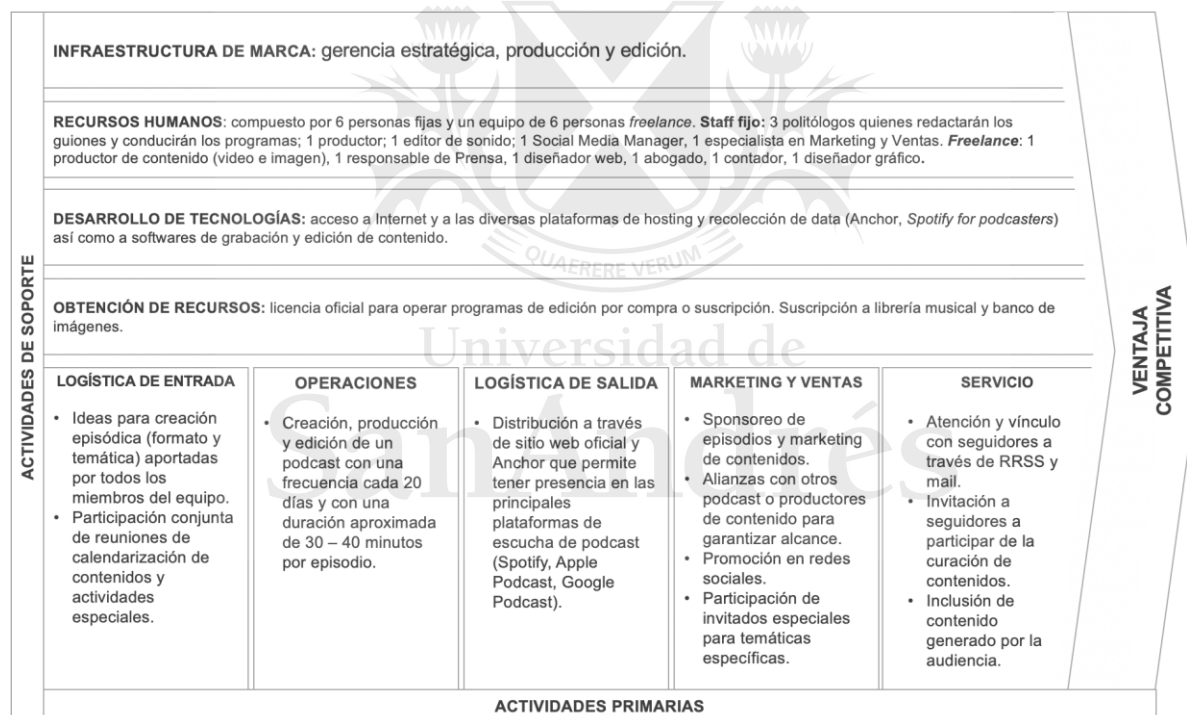 INFRAESTRUCTURA DE MARCA: gerencia estratégica, producción y edición.
RECURSOS HUMANOS: compuesto por 6 personas fijas y un equipo de 6 personas freelance. Staff fijo: 3 politólogos quienes redactarán los
guiones y conducirán los programas; 1 productor; 1 editor de sonido; 1 Social Media Manager, 1 especialista en Marketing y Ventas. Freelance: 1
productor de contenido (video e imagen), 1 responsable de Prensa, 1 diseñador web, 1 abogado, 1 contador, 1 diseñador gráfico.
DESARROLLO DE TECNOLOGÍAS: acceso a Internet y a las diversas plataformas de hosting y recolección de data (Anchor, Spotify for podcasters)
así como a softwares de grabación y edición de contenido.
QUAERERE VERUM
OBTENCIÓN DE RECURSOS: licencia oficial para operar programas de edición por compra o suscripción. Suscripción a librería musical y banco de
imágenes.
Universidad de
SanAndrés
ACTIVIDADES DE SOPORTE
LOGÍSTICA DE ENTRADA
• Ideas para creación
episódica (formato y
temática) aportadas
por todos los
miembros del equipo.
• Participación conjunta
de reuniones de
calendarización de
contenidos y
actividades
especiales.
OPERACIONES
• Creación, producción
y edición de un
podcast con una
frecuencia cada 20
días y con una
duración aproximada
de 30 – 40 minutos
por episodio.
LOGÍSTICA DE SALIDA
• Distribución a través
de sitio web oficial y
Anchor que permite
tener presencia en las
principales
plataformas de
escucha de podcast
(Spotify, Apple
Podcast, Google
Podcast).
MARKETING Y VENTAS
• Sponsoreo de
episodios y marketing
de contenidos.
• Alianzas con otros
podcast o productores
de contenido para
garantizar alcance.
• Promoción en redes
sociales.
• Participación de
invitados especiales
para temáticas
específicas.
SERVICIO
• Atención y vínculo
con seguidores a
través de RRSS y
mail.
• Invitación a
seguidores a
participar de la
curación de
contenidos.
• Inclusión de
contenido
generado por la
audiencia.
VENTAJA
COMPETITIVA
ACTIVIDADES PRIMARIAS